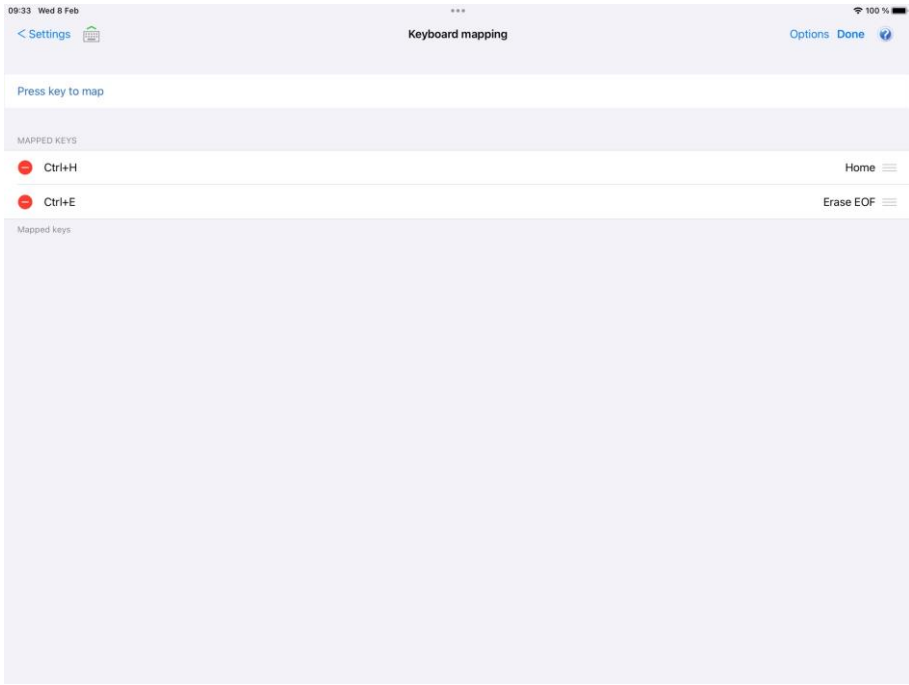 09:33 Wed 8 Feb 100 %
Settings Keyboard mapping Options Done ?
Press key to map
MAPPED KEYS
Ctrl+H Home
Ctrl+E Erase EOF
Mapped keys